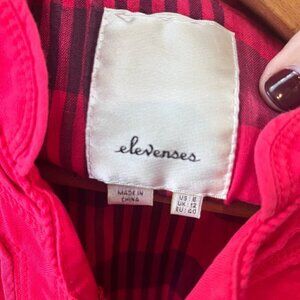 elevenses
MADE IN
CHINA
US 8
UK 12
EU 40